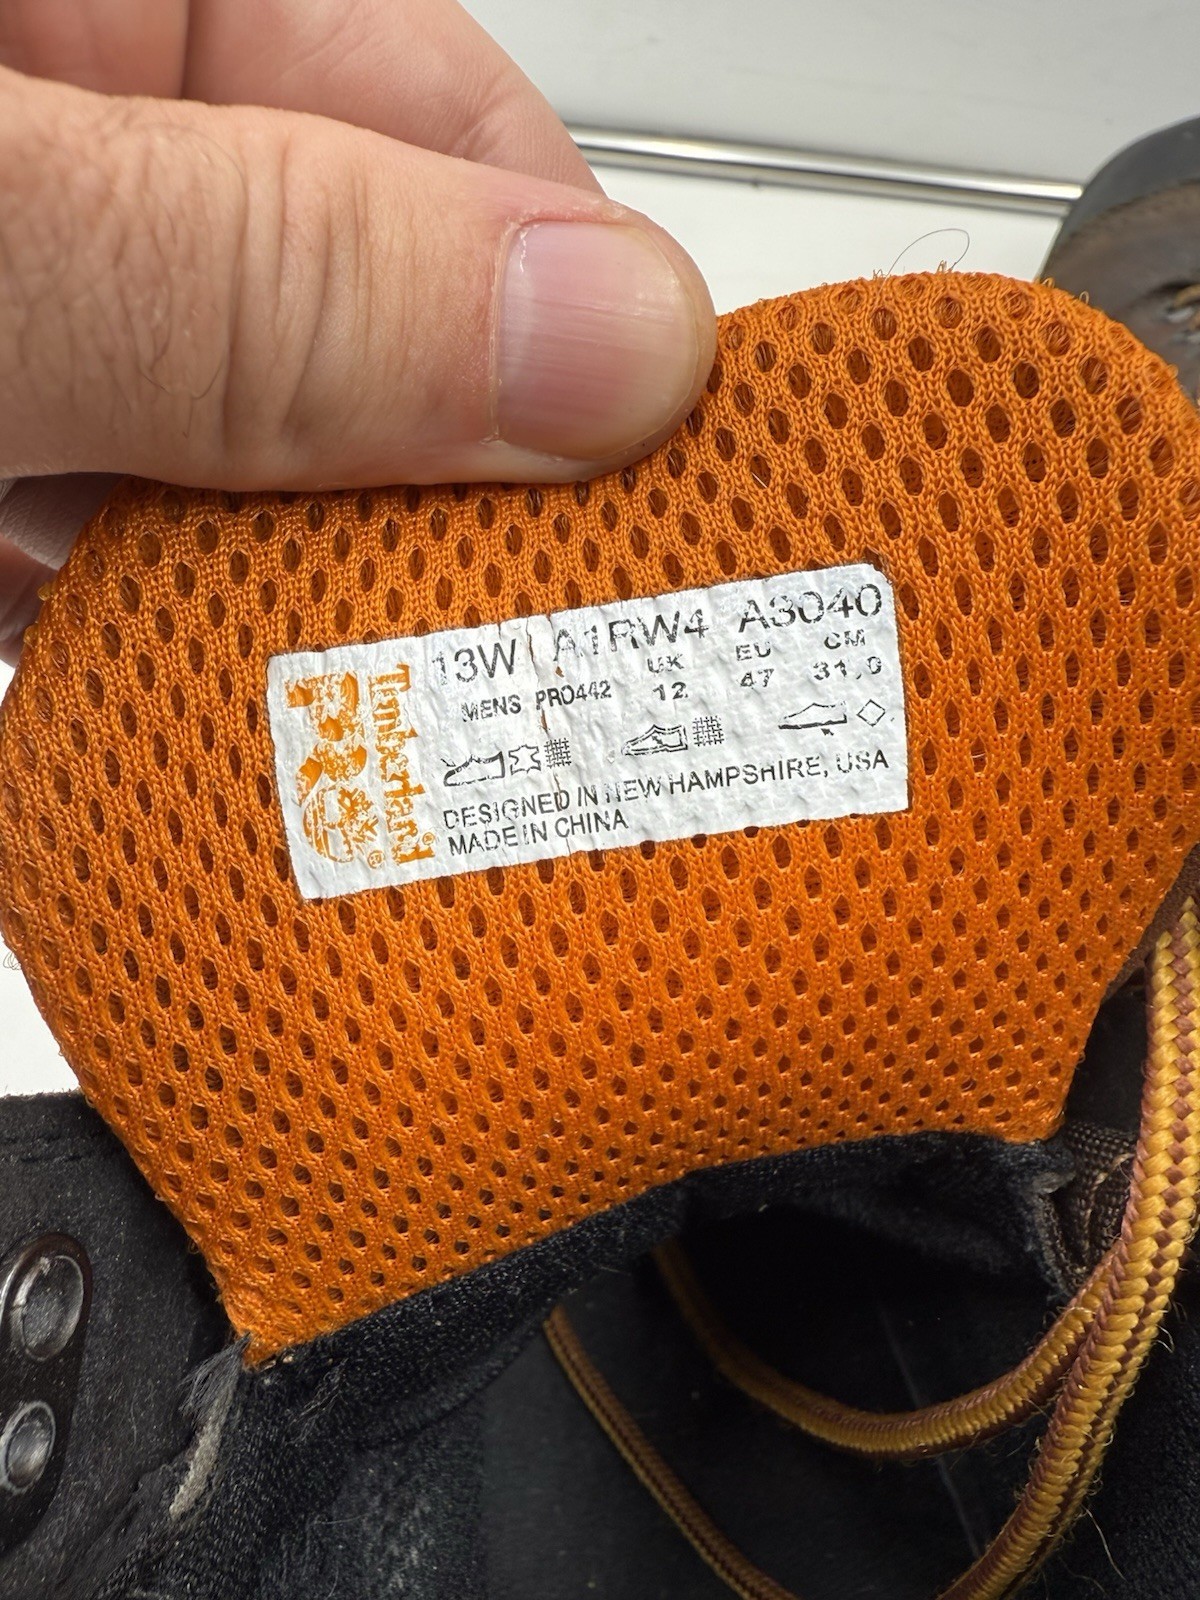 Timberland®
PRO®
13W A1RW4 A3040
MENS PRO442 UK EU CM
12 47 31,0
DESIGNED IN NEW HAMPSHIRE, USA
MADE IN CHINA